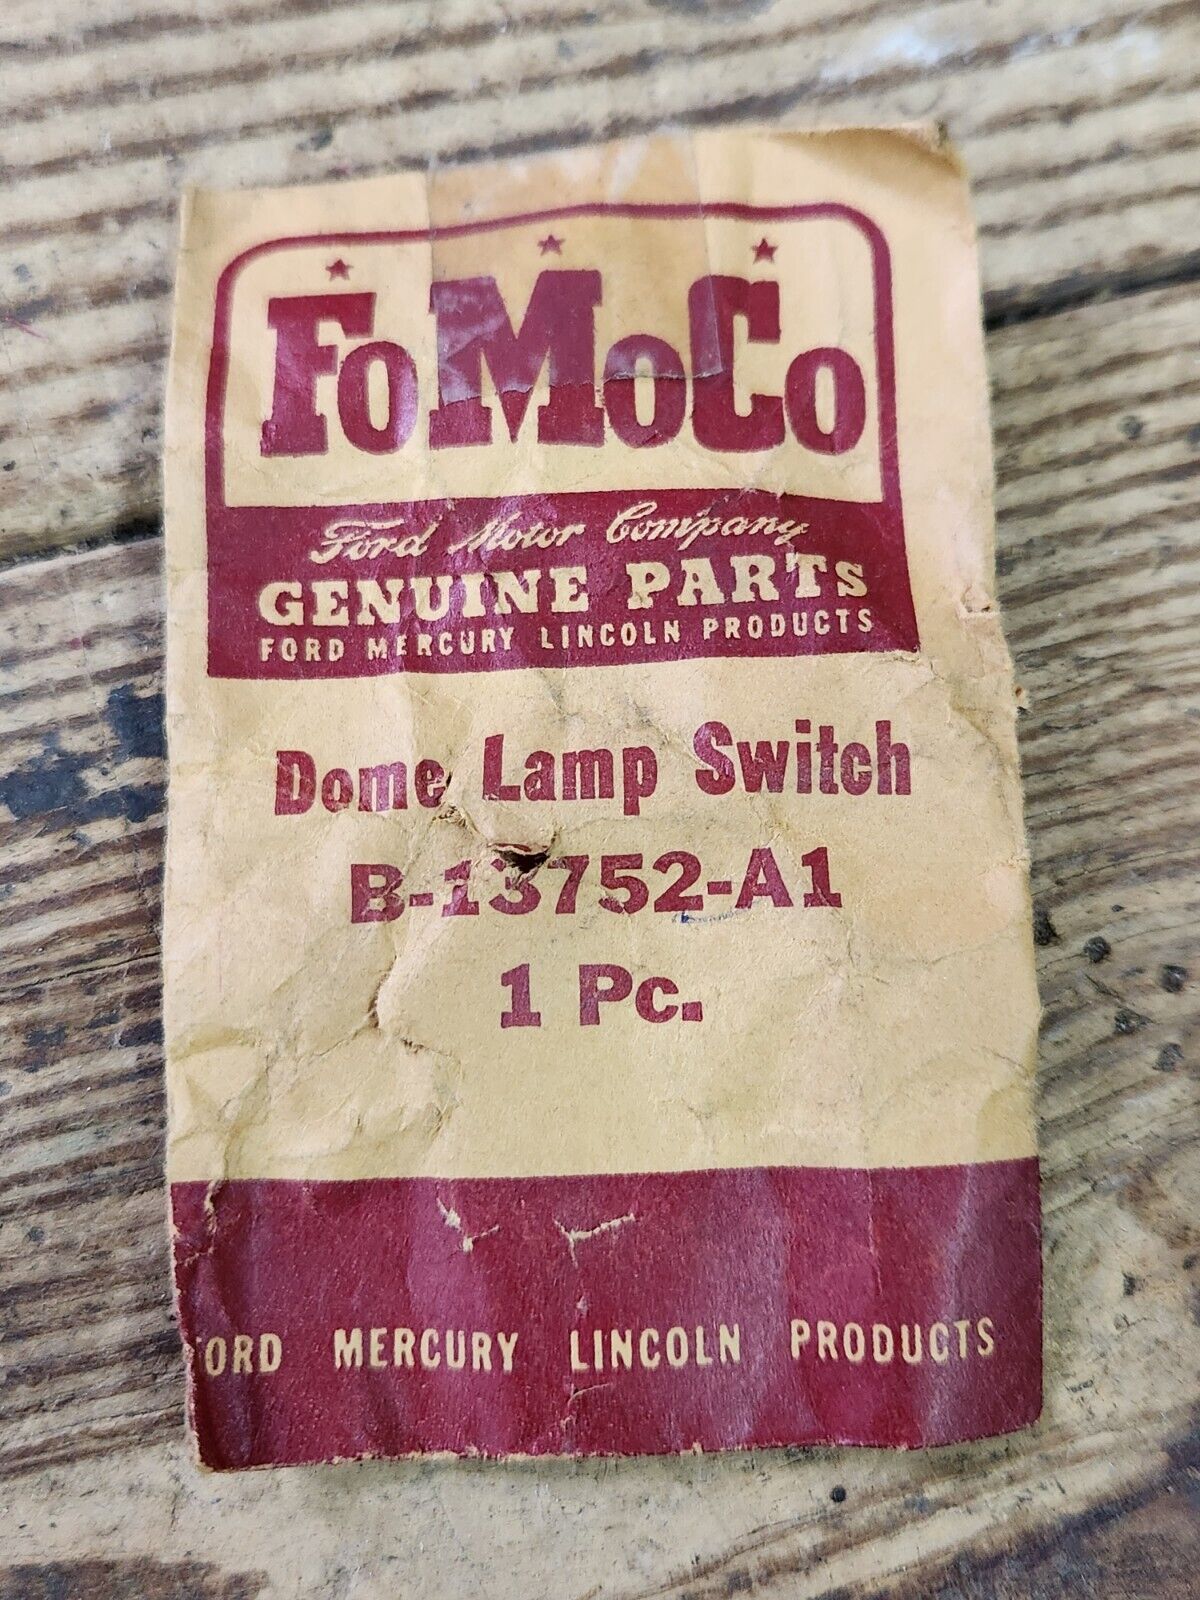 FoMoCo
Ford Motor Company
GENUINE PARTS
FORD MERCURY LINCOLN PRODUCTS
Dome Lamp Switch
B-13752-A1
1 Pc.
FORD MERCURY LINCOLN PRODUCTS